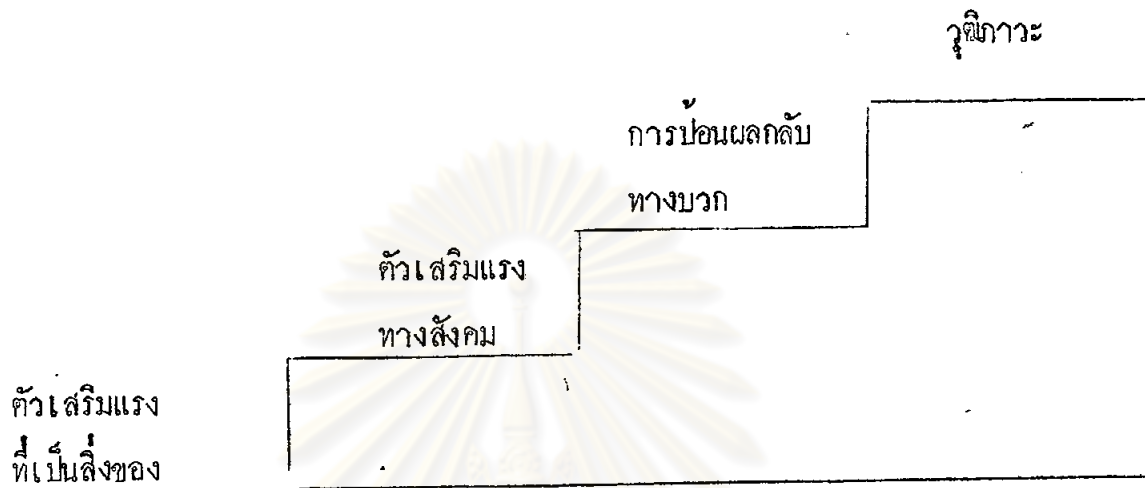 วุฒิภาวะ
การป้อนผลกลับ
ทางบวก
ตัวเสริมแรง
ทางสังคม
ตัวเสริมแรง
ที่เป็นสิ่งของ